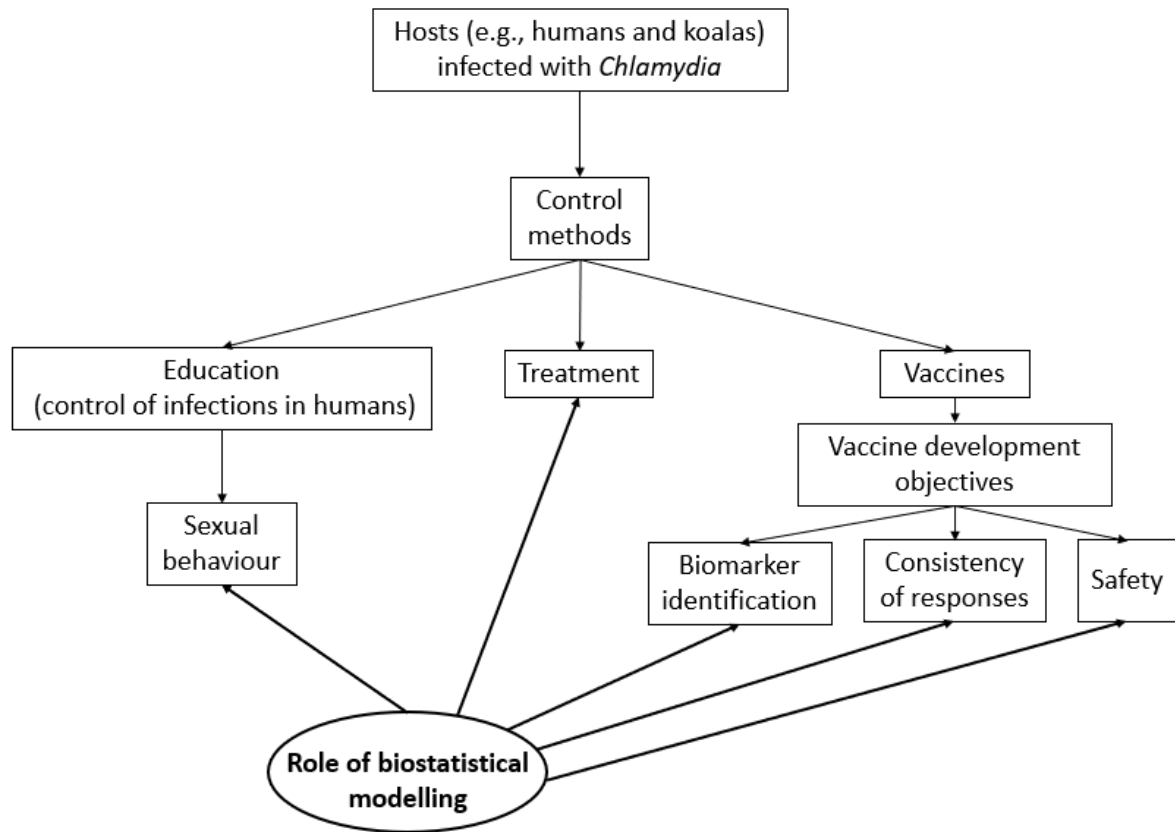 Hosts (e.g., humans and koalas)
infected with Chlamydia
Control
methods
Education
(control of infections in humans)
Treatment
Vaccines
Vaccine development
objectives
Sexual
behaviour
Biomarker
identification
Consistency
of responses
Safety
Role of biostatistical
modelling